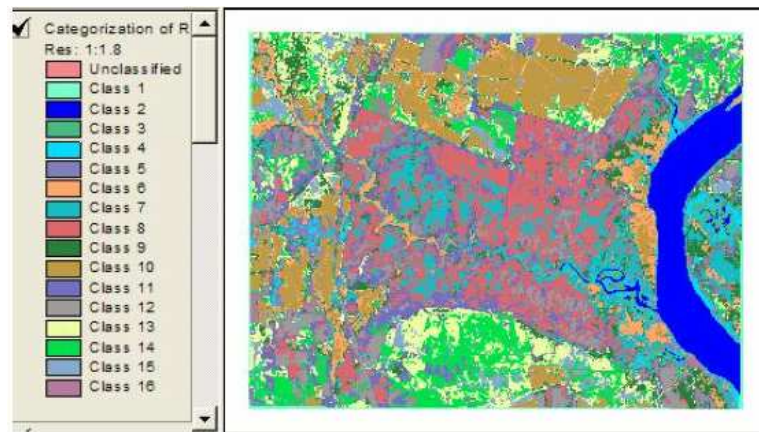 Categorization of R
Res: 1:1.8
Unclassified
Class 1
Class 2
Class 3
Class 4
Class 5
Class 6
Class 7
Class 8
Class 9
Class 10
Class 11
Class 12
Class 13
Class 14
Class 15
Class 16